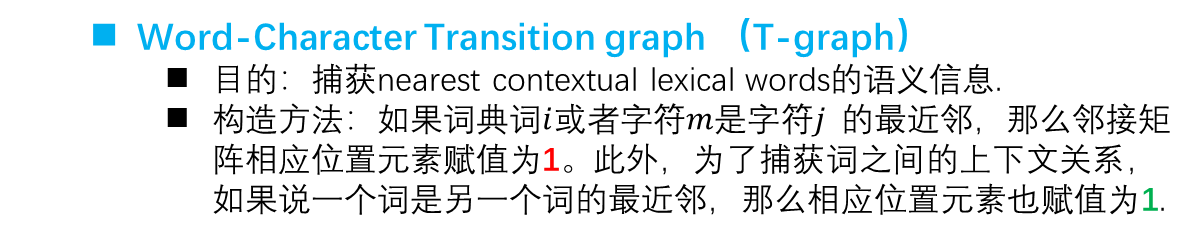 ■ Word-Character Transition graph （T-graph）
■ 目的：捕获nearest contextual lexical words的语义信息.
■ 构造方法：如果词典词𝑖或者字符𝑚是字符𝑗 的最近邻，那么邻接矩
阵相应位置元素赋值为1。此外，为了捕获词之间的上下文关系，
如果说一个词是另一个词的最近邻，那么相应位置元素也赋值为1.